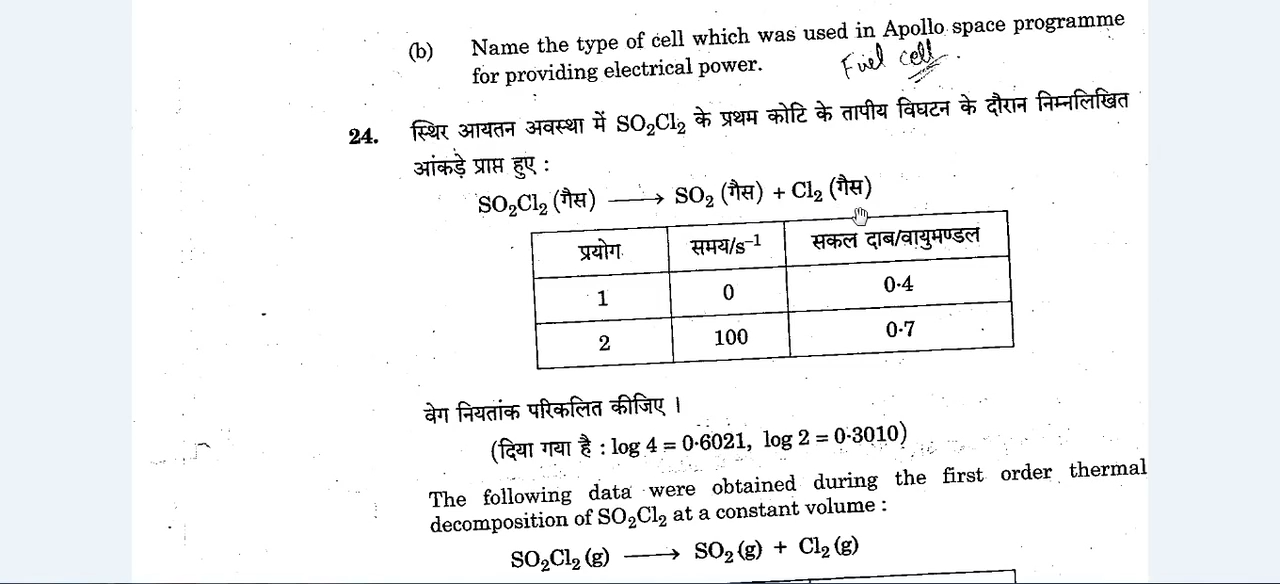 (b) Name the type of cell which was used in Apollo space programme
for providing electrical power. Fuel cell.
24. स्थिर आयतन अवस्था में SO₂Cl₂ के प्रथम कोटि के तापीय विघटन के दौरान निम्नलिखित
आंकड़े प्राप्त हुए :
SO₂Cl₂ (गैस) ⟶ SO₂ (गैस) + Cl₂ (गैस)
प्रयोग समय/s⁻¹ सकल दाब/वायुमण्डल
1 0 0·4
2 100 0·7
वेग नियतांक परिकलित कीजिए ।
(दिया गया है : log 4 = 0·6021, log 2 = 0·3010)
The following data were obtained during the first order thermal
decomposition of SO₂Cl₂ at a constant volume :
SO₂Cl₂ (g) ⟶ SO₂ (g) + Cl₂ (g)